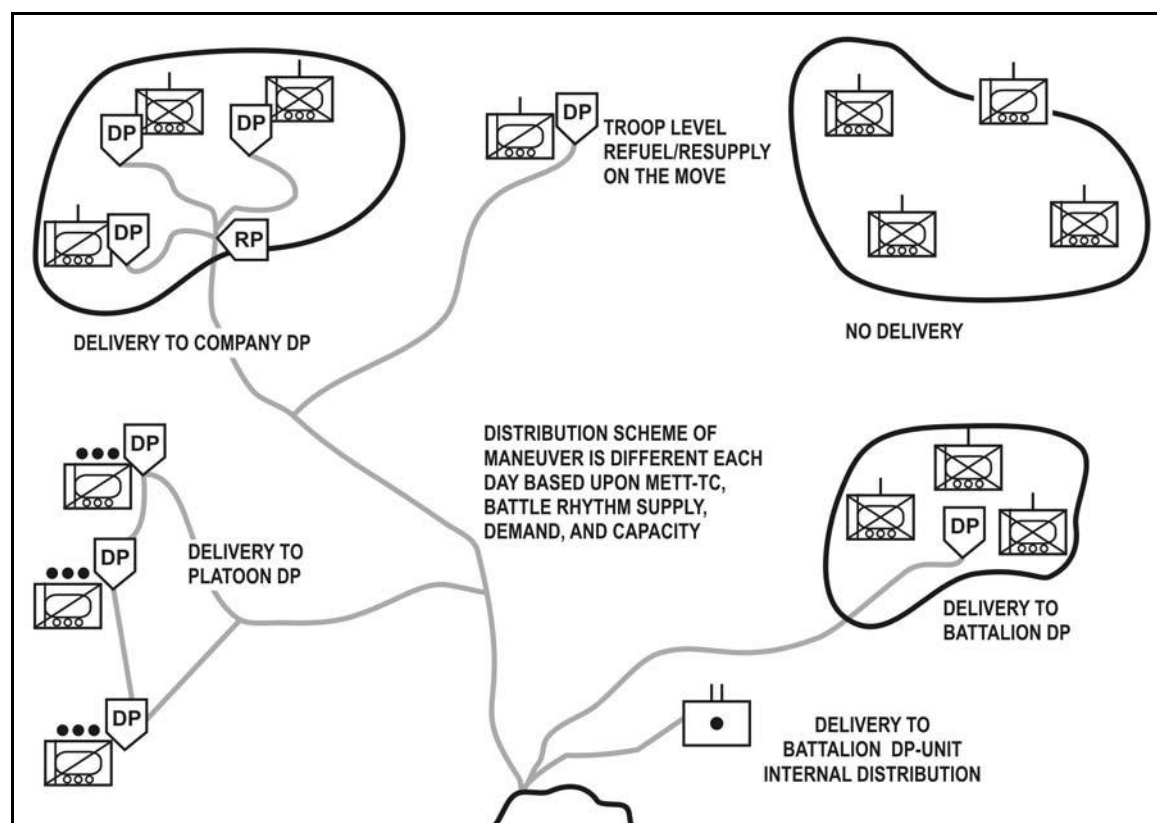 DP
DP
DP
RP
DELIVERY TO COMPANY DP
DP
TROOP LEVEL
REFUEL/RESUPPLY
ON THE MOVE
NO DELIVERY
DP
DP
DP
DELIVERY TO
PLATOON DP
DISTRIBUTION SCHEME OF
MANEUVER IS DIFFERENT EACH
DAY BASED UPON METT-TC,
BATTLE RHYTHM SUPPLY,
DEMAND, AND CAPACITY
DP
DELIVERY TO
BATTALION DP
DELIVERY TO
BATTALION DP-UNIT
INTERNAL DISTRIBUTION